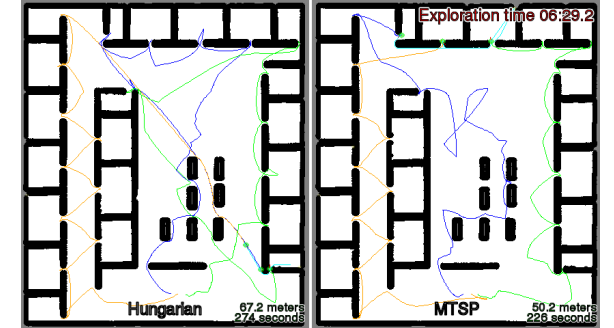 Exploration time 06:29.2
Hungarian
67.2 meters
274 seconds
MTSP
50.2 meters
226 seconds